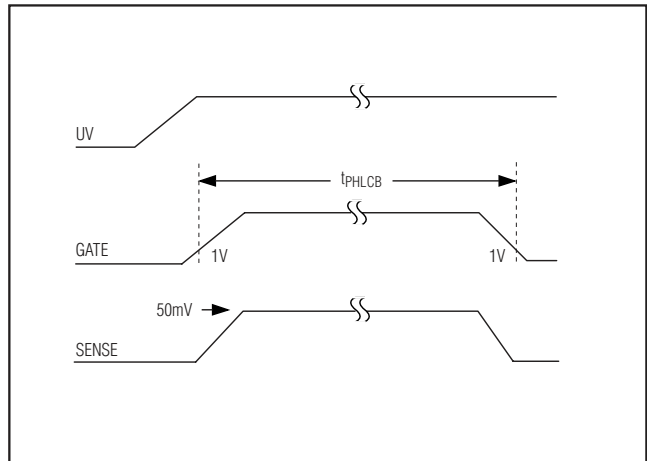 UV
tPHLCB
GATE
1V
1V
50mV
SENSE